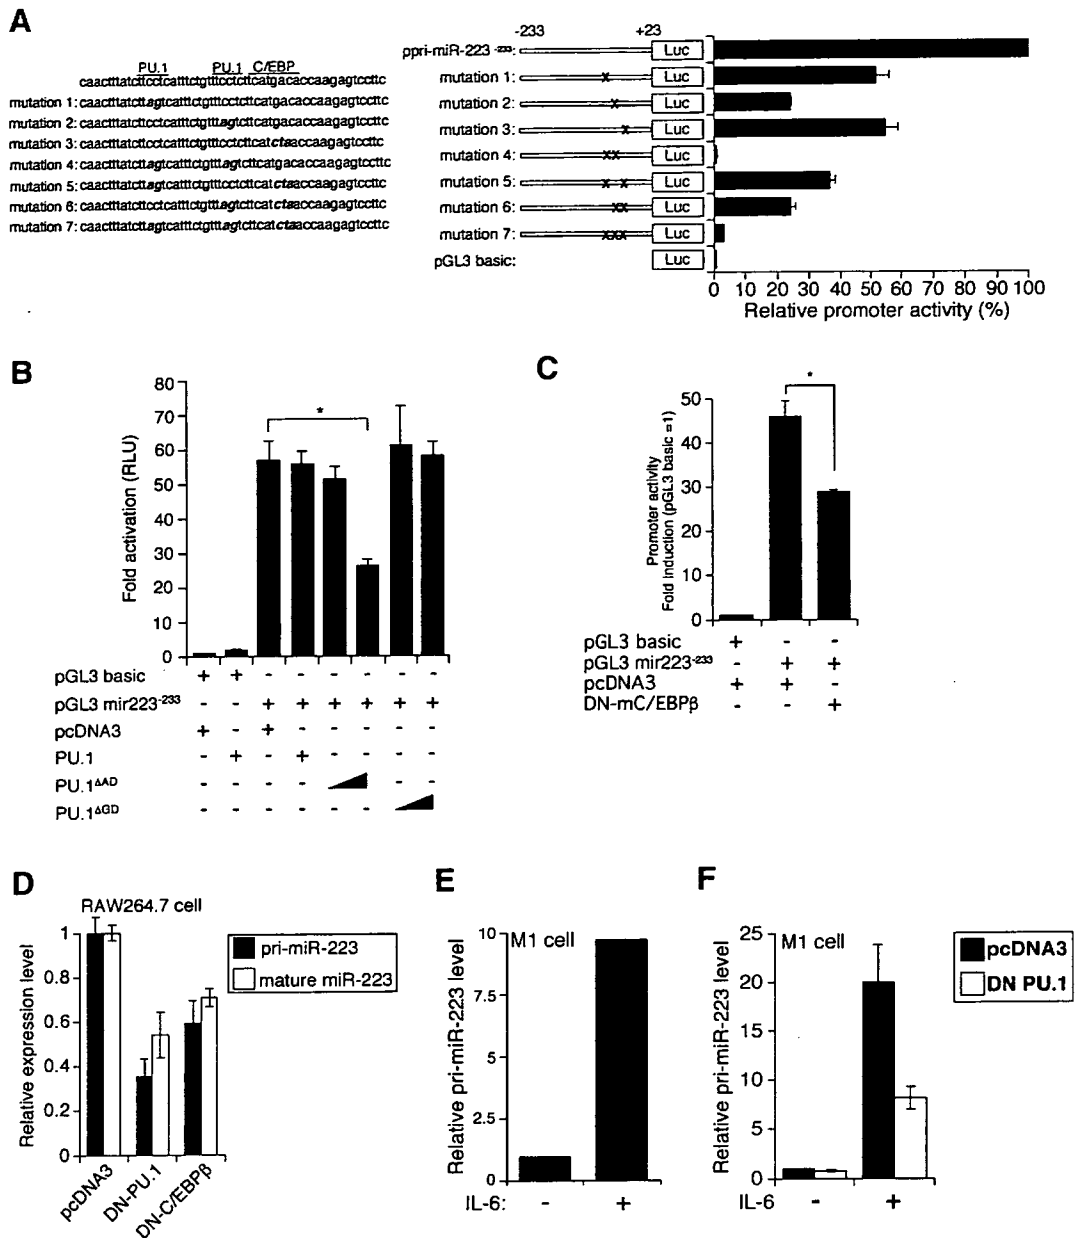 A
PU.1 PU.1 C/EBP
caactttatcttcctcatttctgtttcctcttcatgacaccaagagtccttc
mutation 1: caactttatcttagtcatttctgtttcctcttcatgacaccaagagtccttc
mutation 2: caactttatcttcctcatttctgtttagtcttcatgacaccaagagtccttc
mutation 3: caactttatcttcctcatttctgtttcctcttcatctaaccaagagtccttc
mutation 4: caactttatcttagtcatttctgtttagtcttcatgacaccaagagtccttc
mutation 5: caactttatcttagtcatttctgtttcctcttcatctaaccaagagtccttc
mutation 6: caactttatcttcctcatttctgtttagtcttcatctaaccaagagtccttc
mutation 7: caactttatcttagtcatttctgtttagtcttcatctaaccaagagtccttc
-233 +23
ppri-miR-223 -233: Luc
mutation 1: x Luc
mutation 2: x Luc
mutation 3: x Luc
mutation 4: xx Luc
mutation 5: x x Luc
mutation 6: xx Luc
mutation 7: xxx Luc
pGL3 basic: Luc
0 10 20 30 40 50 60 70 80 90 100
Relative promoter activity (%)
B
Fold activation (RLU)
80
70
60
50
40
30
20
10
0
*
pGL3 basic + + - - - - - -
pGL3 mir223-233 - - + + + + + +
pcDNA3 + - + - - - - -
PU.1 - + - + - - - -
PU.1ΔAD - - - - - -
PU.1ΔGD - - - - - -
C
Promoter activity
Fold induction (pGL3 basic =1)
50
40
30
20
10
0
*
pGL3 basic + - -
pGL3 mir223-233 - + +
pcDNA3 + + -
DN-mC/EBPβ - - +
D
RAW264.7 cell
Relative expression level
1
0.8
0.6
0.4
0.2
0
pri-miR-223
mature miR-223
pcDNA3
DN-PU.1
DN-C/EBPβ
E
M1 cell
Relative pri-miR-223 level
10
7.5
5
2.5
0
IL-6: - +
F
M1 cell
Relative pri-miR-223 level
25
20
15
10
5
0
IL-6 - +
pcDNA3
DN PU.1